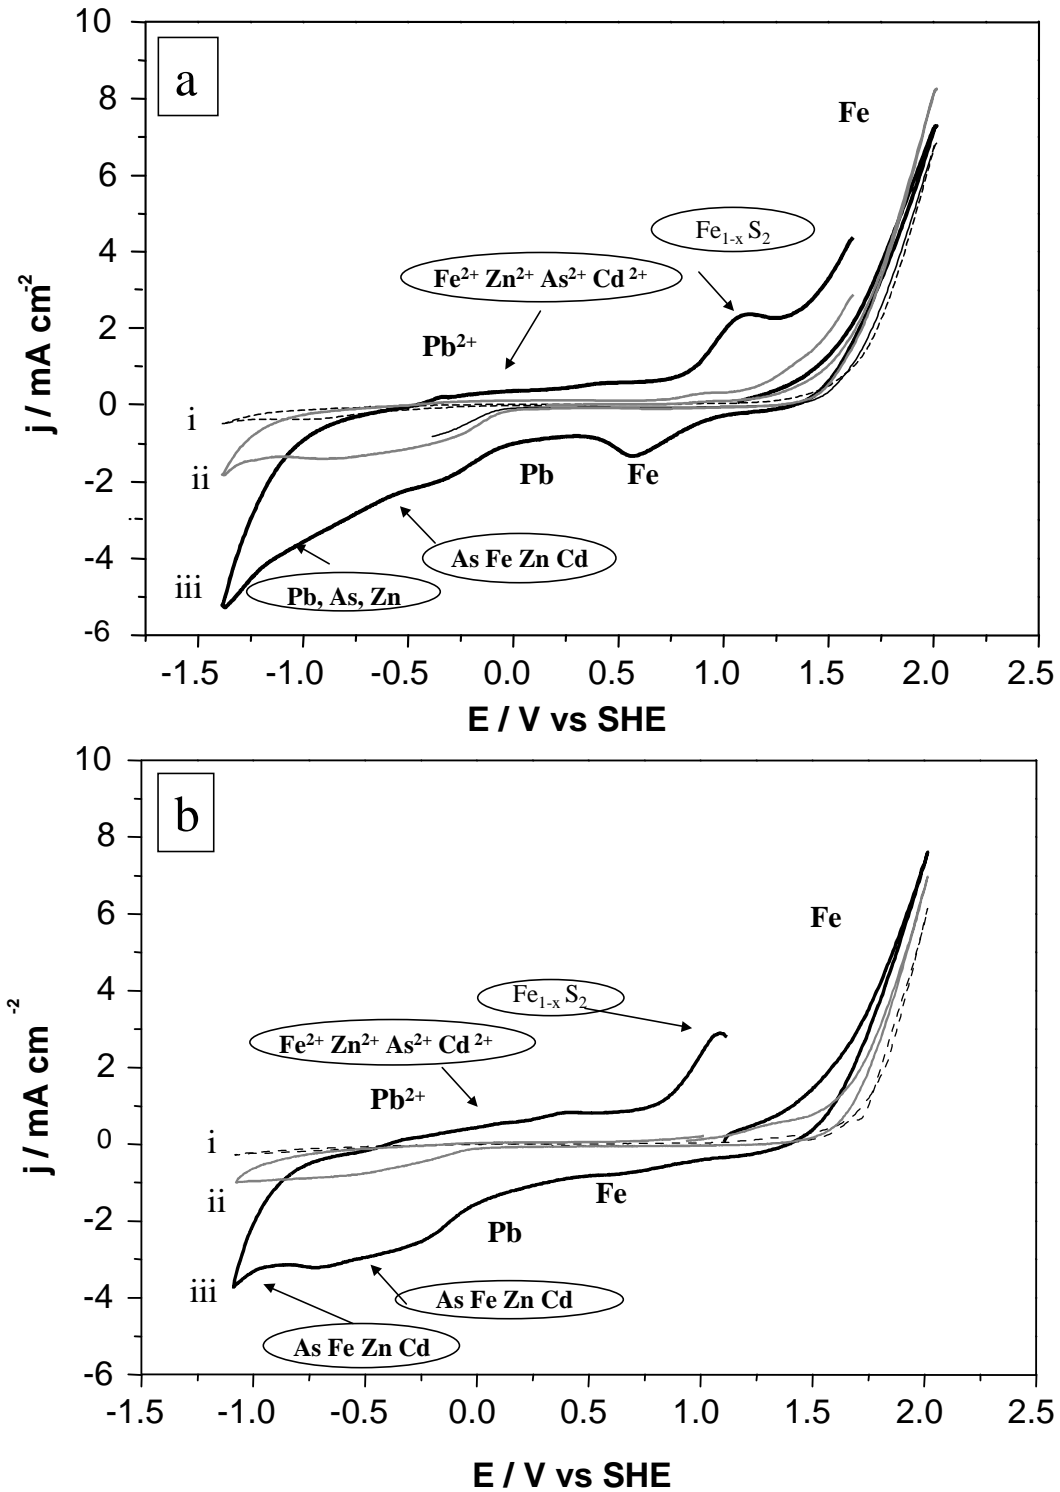 10
a
8
Fe
6
Fe1-x S2
4
Fe2+ Zn2+ As2+ Cd 2+
j / mA cm-2
2
Pb2+
0
i
ii
-2
Pb
Fe
As Fe Zn Cd
-4
iii
Pb, As, Zn
-6
-1.5 -1.0 -0.5 0.0 0.5 1.0 1.5 2.0 2.5
E / V vs SHE
10
b
8
6
Fe
4
Fe1-x S2
Fe2+ Zn2+ As2+ Cd 2+
j / mA cm -2
2
Pb2+
0
i
ii
Fe
-2
Pb
iii
-4
As Fe Zn Cd
As Fe Zn Cd
-6
-1.5 -1.0 -0.5 0.0 0.5 1.0 1.5 2.0 2.5
E / V vs SHE